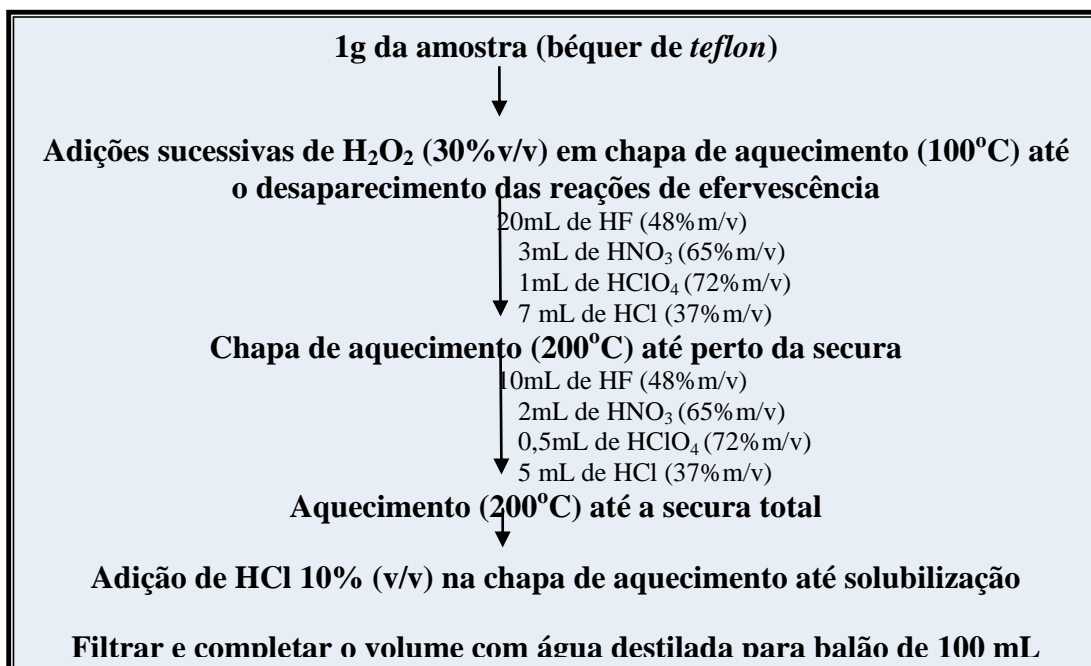 1g da amostra (béquer de teflon)
Adições sucessivas de H₂O₂ (30%v/v) em chapa de aquecimento (100°C) até
o desaparecimento das reações de efervescência
20mL de HF (48%m/v)
3mL de HNO₃ (65%m/v)
1mL de HClO₄ (72%m/v)
7 mL de HCl (37%m/v)
Chapa de aquecimento (200°C) até perto da secura
10mL de HF (48%m/v)
2mL de HNO₃ (65%m/v)
0,5mL de HClO₄ (72%m/v)
5 mL de HCl (37%m/v)
Aquecimento (200°C) até a secura total
Adição de HCl 10% (v/v) na chapa de aquecimento até solubilização
Filtrar e completar o volume com água destilada para balão de 100 mL